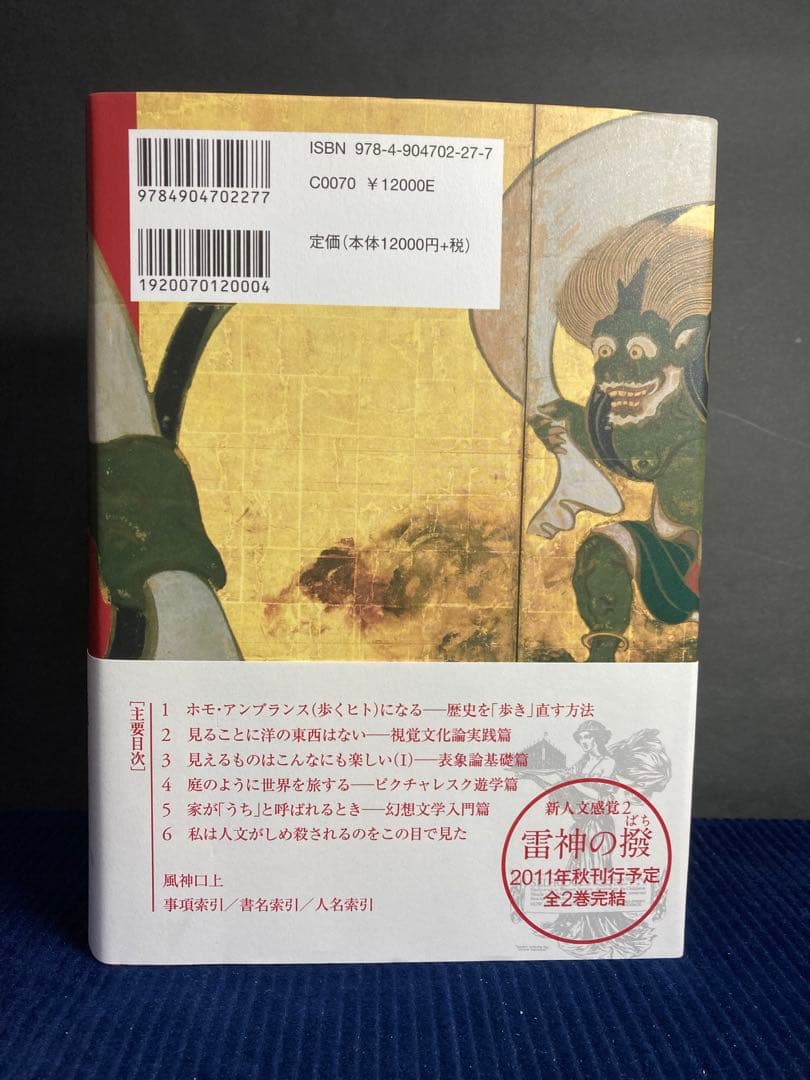 ISBN 978-4-904702-27-7
9784904702277
C0070 ¥12000E
定価(本体12000円+税)
1920070120004
[主要目次]
1 ホモ・アンブランス(歩くヒト)になる——歴史を「歩き」直す方法
2 見ることに洋の東西はない——視覚文化論実践篇
3 見えるものはこんなにも楽しい(I)——表象論基礎篇
4 庭のように世界を旅する——ピクチャレスク遊学篇
5 家が「うち」と呼ばれるとき——幻想文学入門篇
6 私は人文がしめ殺されるのをこの目で見た
風神口上
事項索引/書名索引/人名索引
新人文感覚2
ばち
雷神の撥
2011年秋刊行予定
全2巻完結